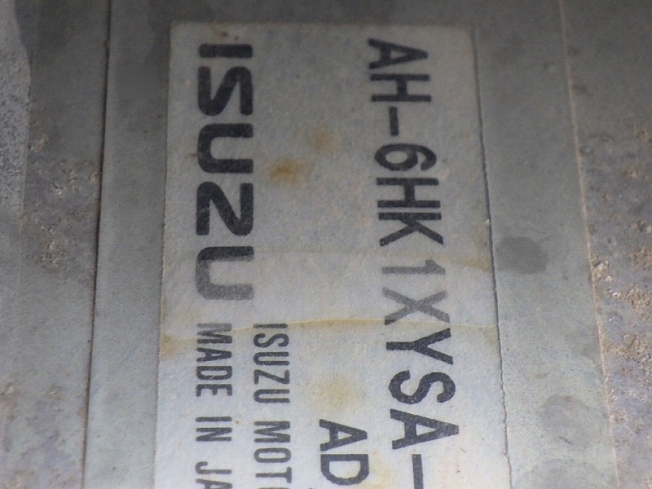 AH-6HK1XYSA-
ISUZU
AD
ISUZU MOTO
MADE IN JA